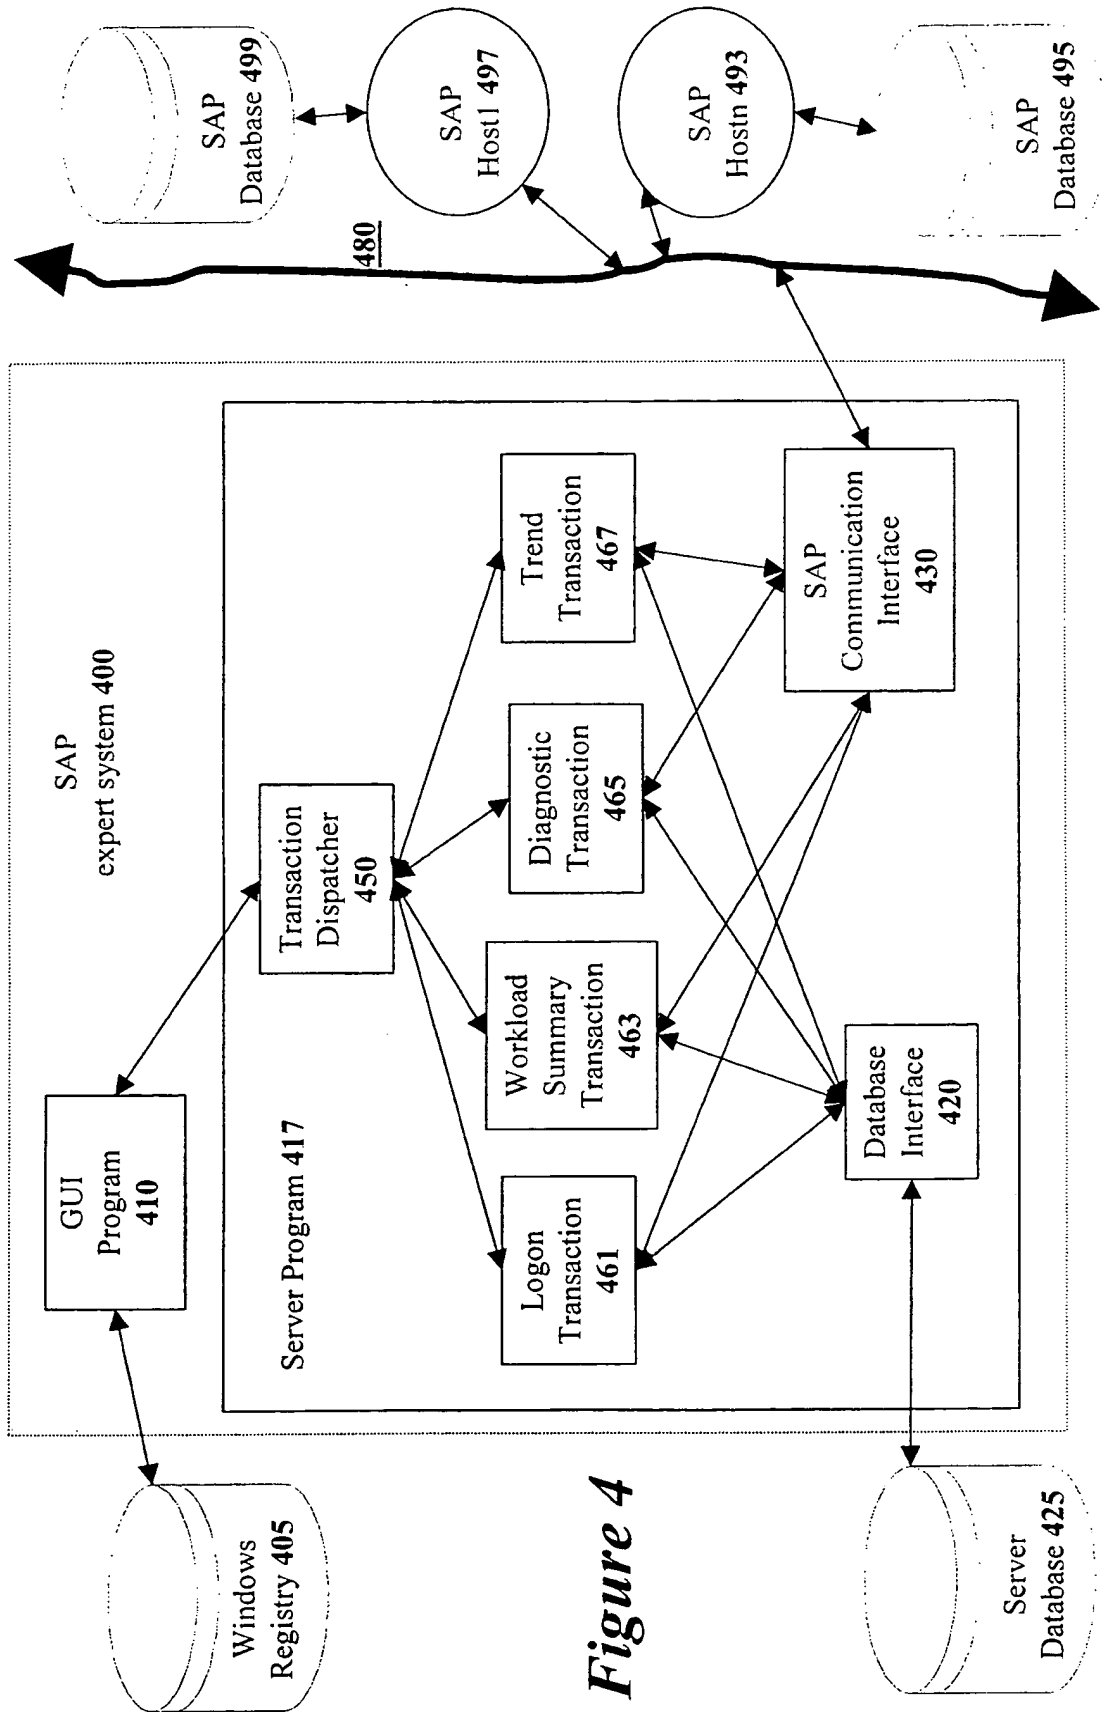 Windows
Registry 405
GUI
Program
410
SAP
expert system 400
Server Program 417
Transaction
Dispatcher
450
Logon
Transaction
461
Workload
Summary
Transaction
463
Diagnostic
Transaction
465
Trend
Transaction
467
Database
Interface
420
SAP
Communication
Interface
430
Server
Database 425
480
SAP
Database 499
SAP
Host1 497
SAP
Hostn 493
SAP
Database 495
Figure 4